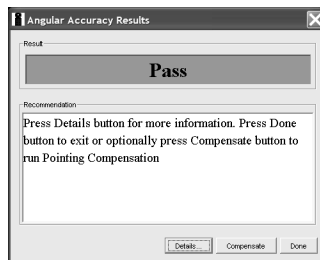 Angular Accuracy Results
Result
Pass
Recommendation
Press Details button for more information. Press Done
button to exit or optionally press Compensate button to
run Pointing Compensation
Details... Compensate Done